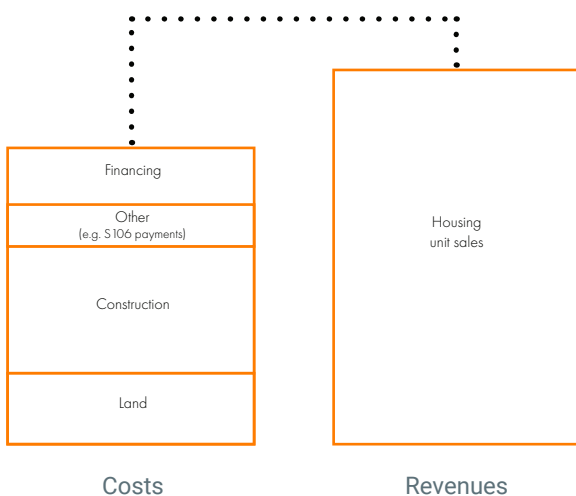 Financing
Other
(e.g. S106 payments)
Construction
Land
Housing
unit sales
Costs
Revenues